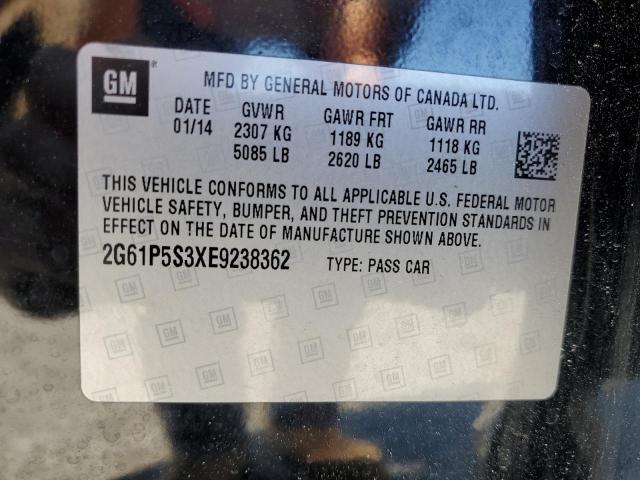 GM
MFD BY GENERAL MOTORS OF CANADA LTD.
DATE GVWR GAWR FRT GAWR RR
01/14 2307 KG 1189 KG 1118 KG
5085 LB 2620 LB 2465 LB
THIS VEHICLE CONFORMS TO ALL APPLICABLE U.S. FEDERAL MOTOR
VEHICLE SAFETY, BUMPER, AND THEFT PREVENTION STANDARDS IN
EFFECT ON THE DATE OF MANUFACTURE SHOWN ABOVE.
2G61P5S3XE9238362 TYPE: PASS CAR